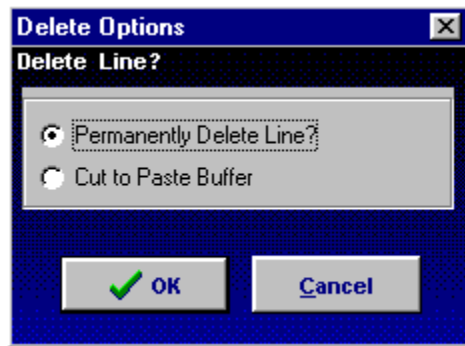 Delete Options
Delete Line?
Permanently Delete Line?
Cut to Paste Buffer
OK
Cancel